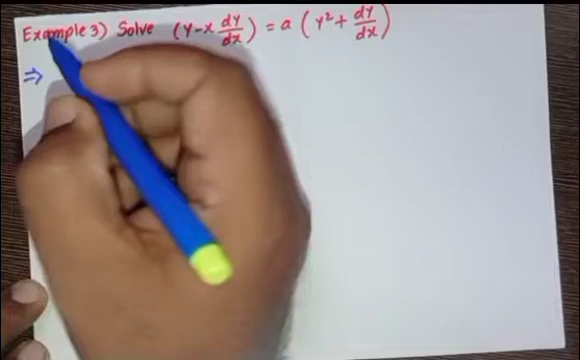 Example 3) Solve (y-x dy/dx) = a (y² + dy/dx)
⇒